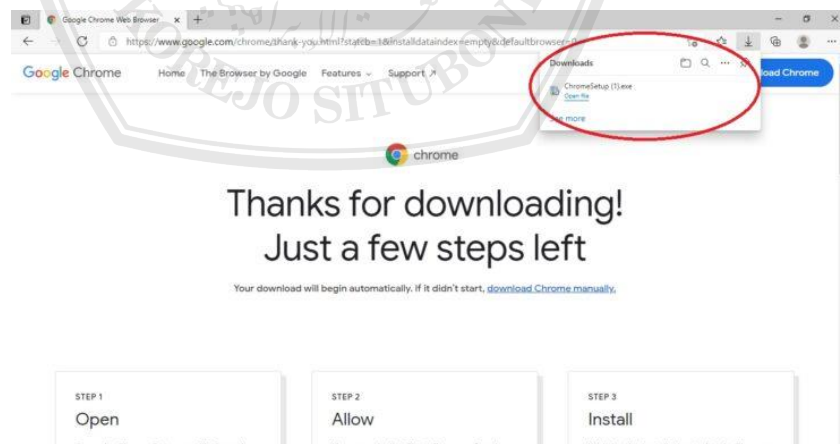 Google Chrome Web Browser
https://www.google.com/chrome/thank-you.html?statcb=1&installdataindex=empty&defaultbrowser=0
Google Chrome Home The Browser by Google Features Support
Downloads
ChromeSetup (1).exe
Open file
See more
load Chrome
REJO SITUBON
chrome
Thanks for downloading!
Just a few steps left
Your download will begin automatically. If it didn't start, download Chrome manually.
STEP 1
Open
STEP 2
Allow
STEP 3
Install